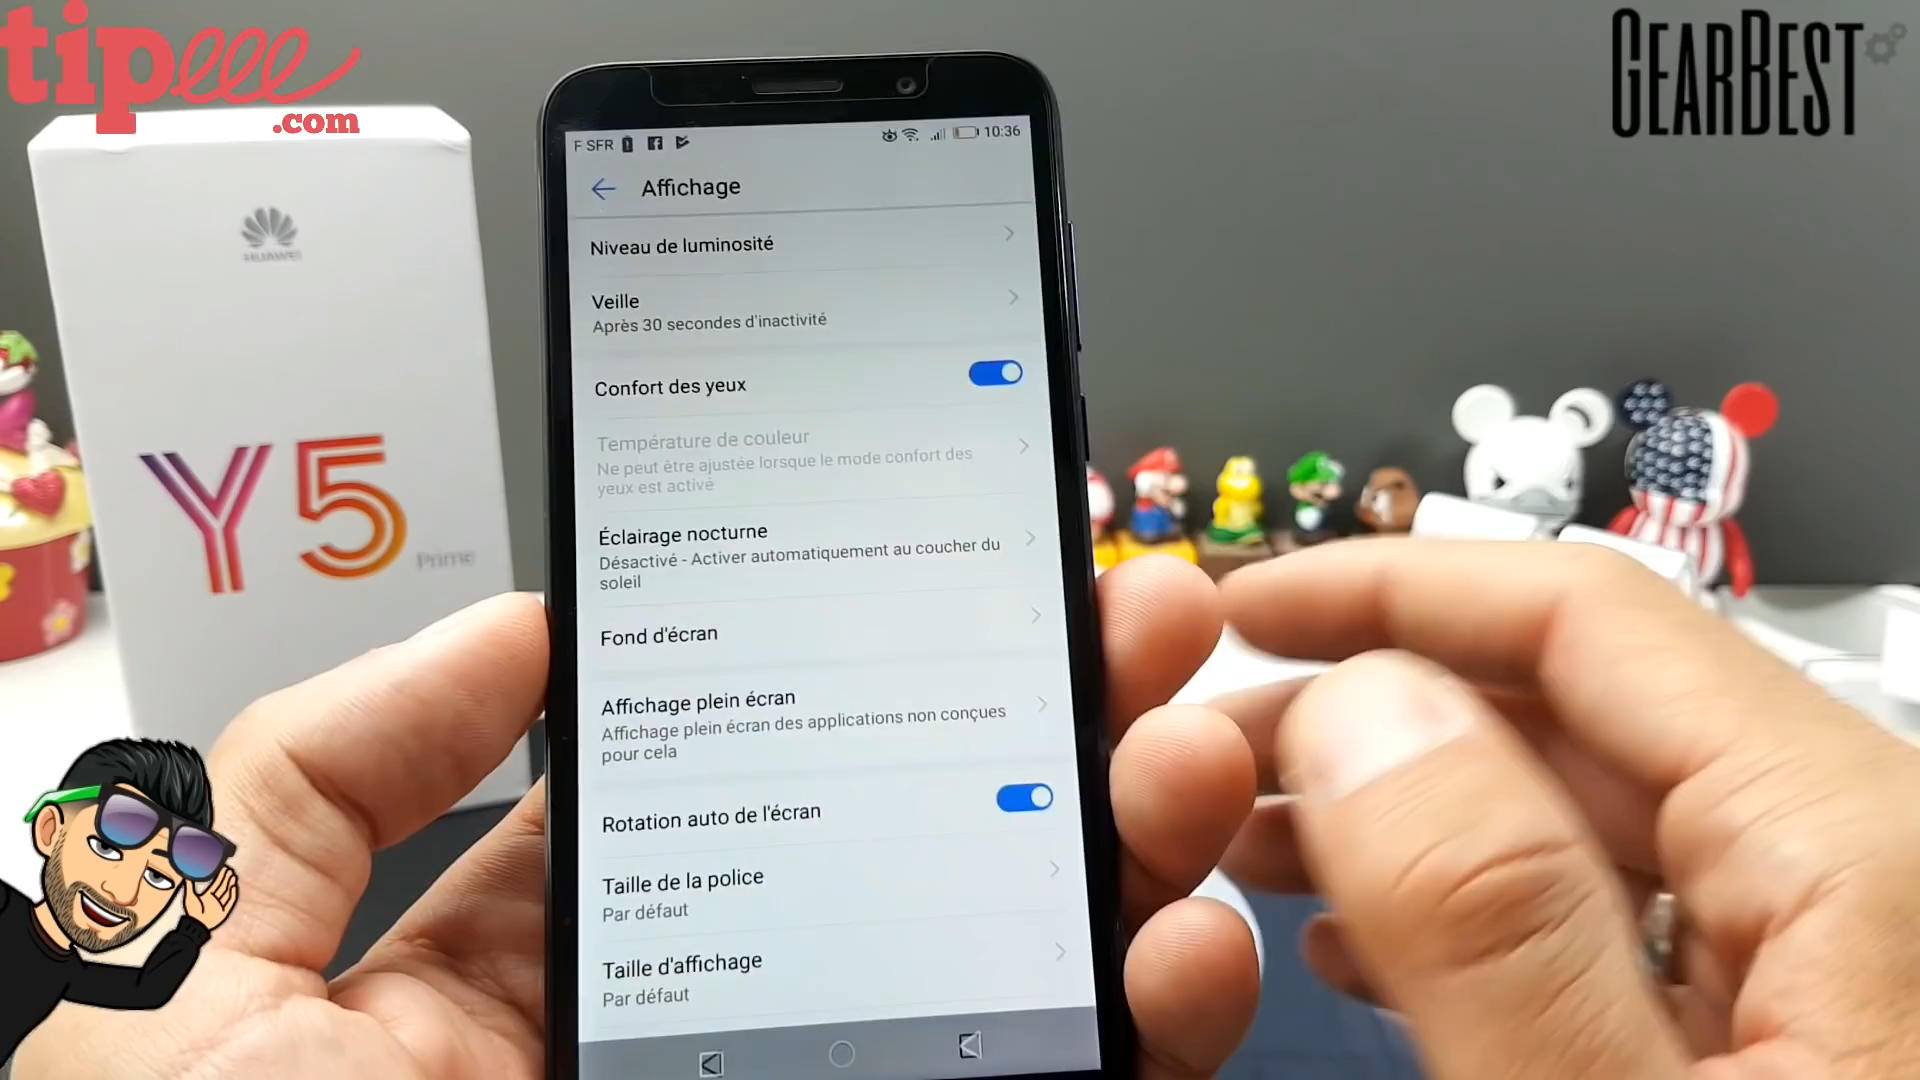 tipeee
.com
GEARBEST
HUAWEI
Y5
Prime
F SFR
10:36
Affichage
Niveau de luminosité
Veille
Après 30 secondes d'inactivité
Confort des yeux
Température de couleur
Ne peut être ajustée lorsque le mode confort des
yeux est activé
Éclairage nocturne
Désactivé - Activer automatiquement au coucher du
soleil
Fond d'écran
Affichage plein écran
Affichage plein écran des applications non conçues
pour cela
Rotation auto de l'écran
Taille de la police
Par défaut
Taille d'affichage
Par défaut